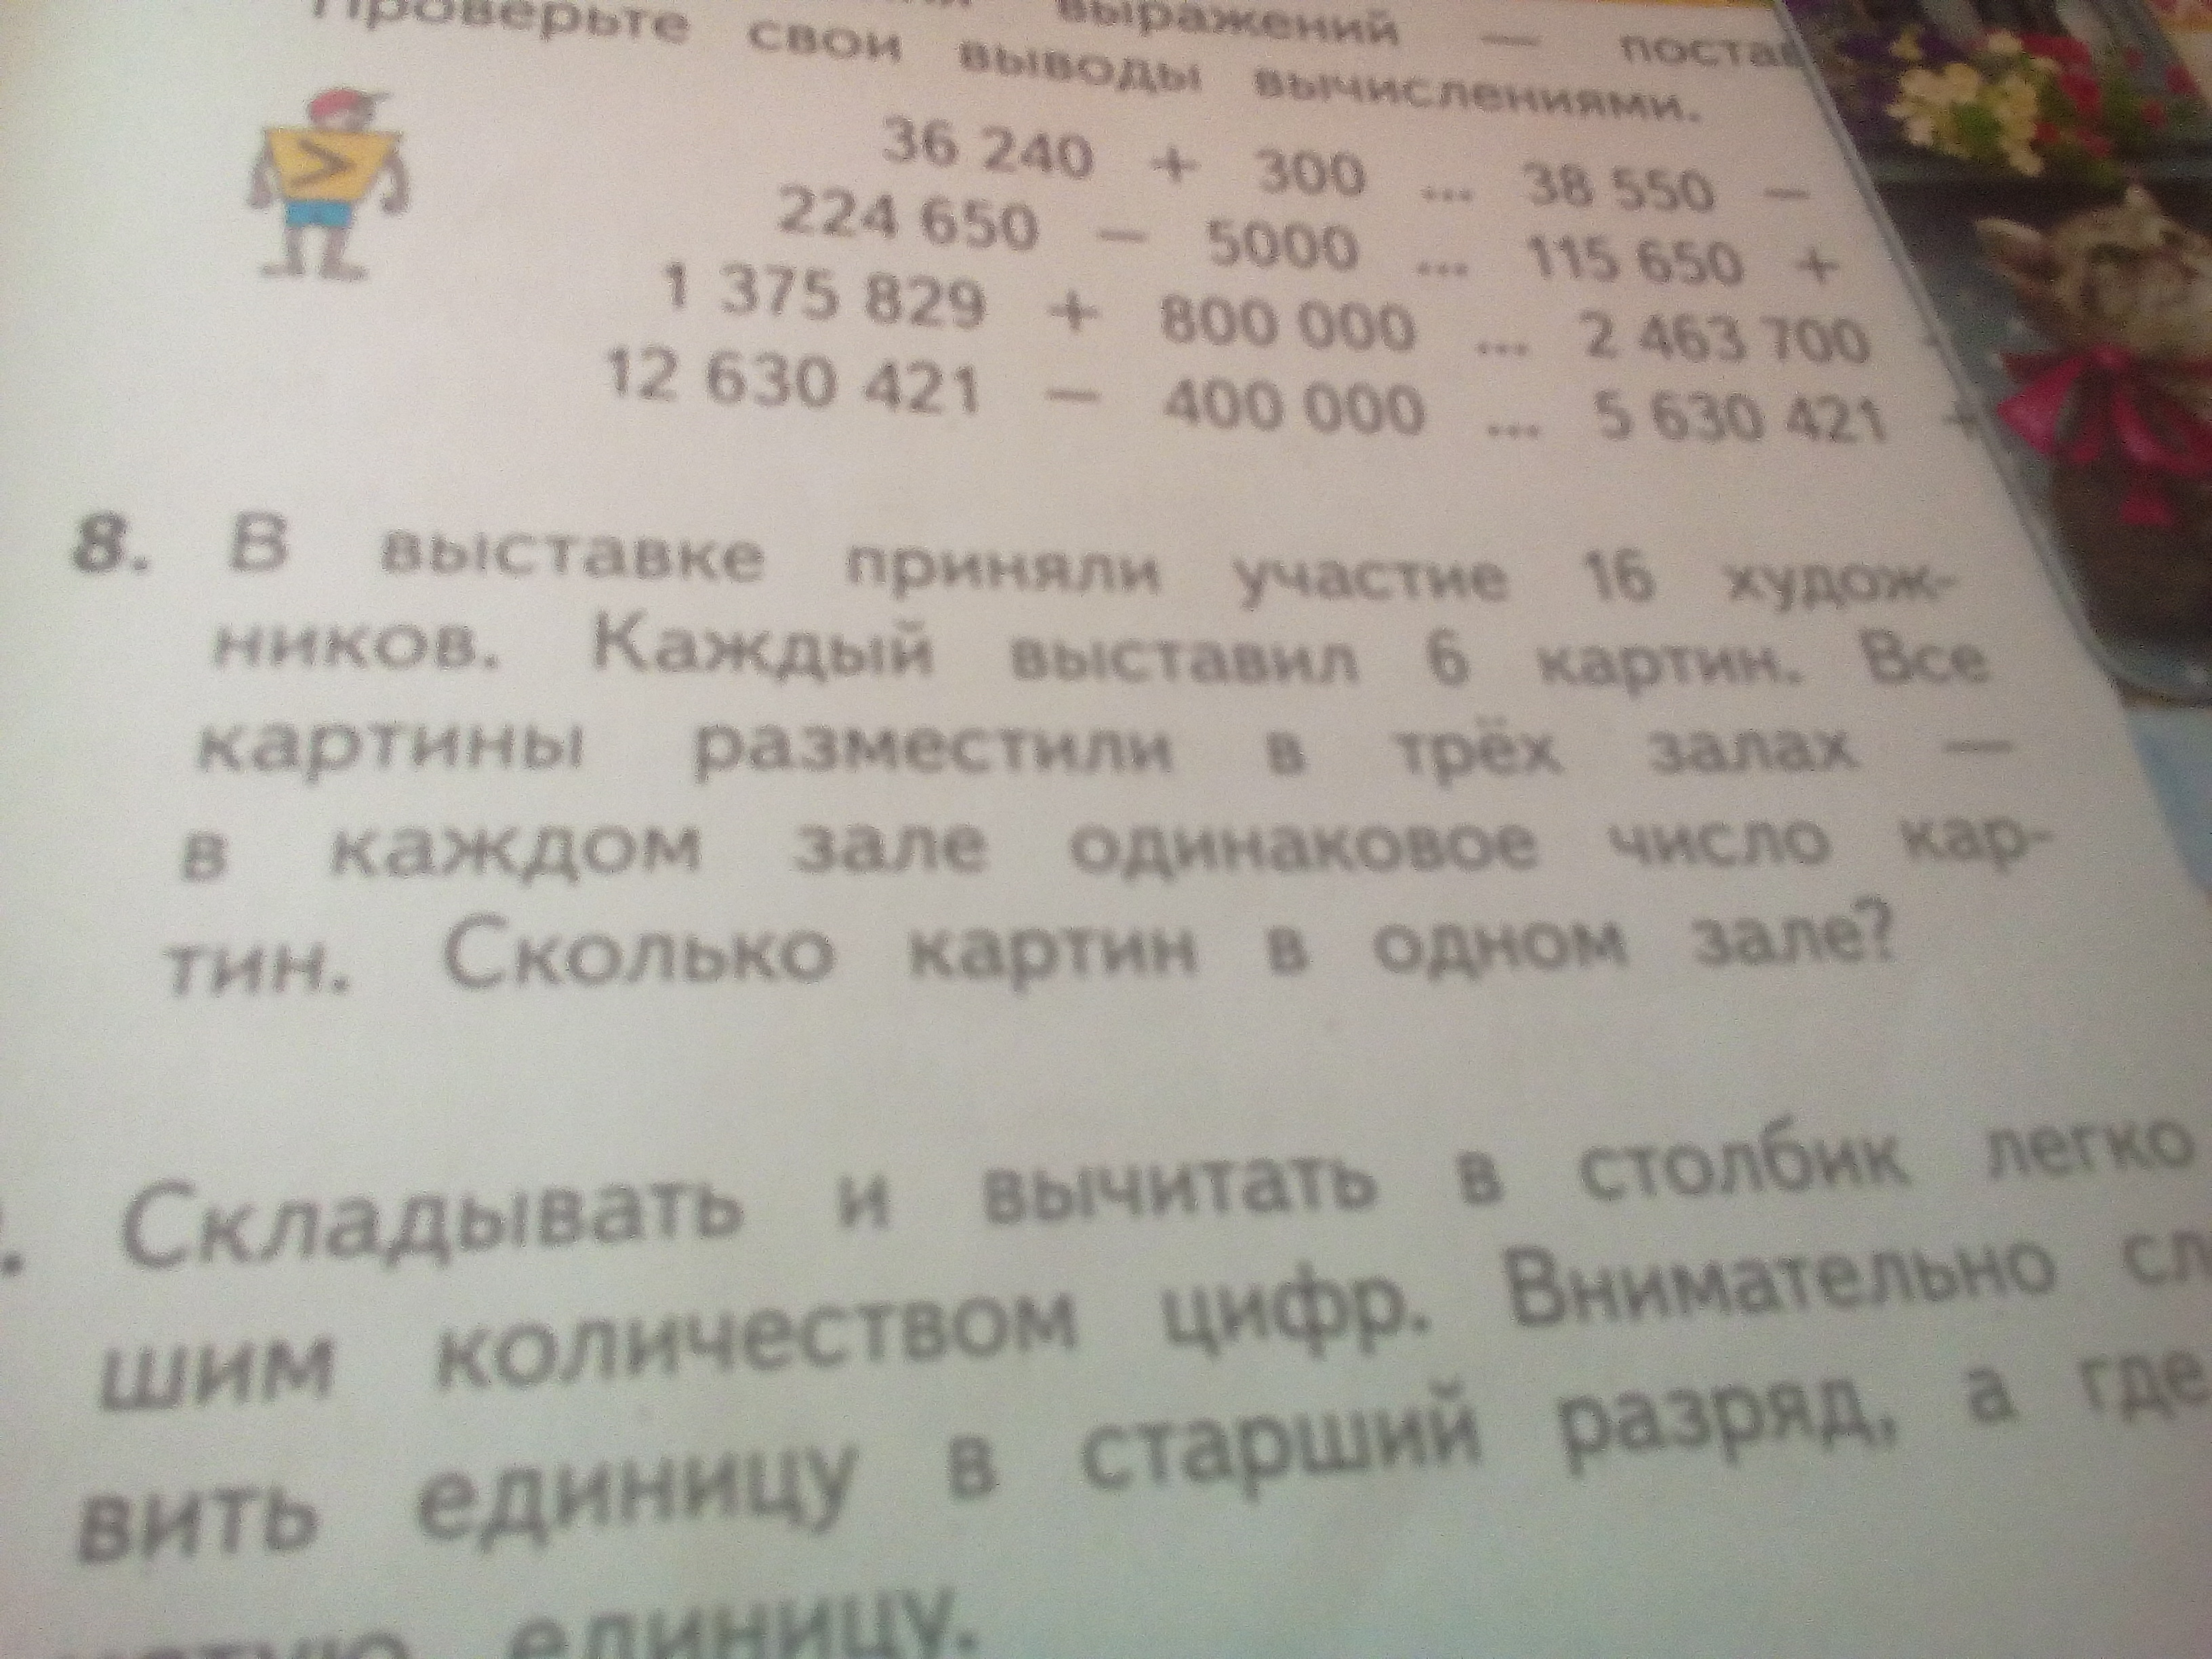 выражений —
Проверьте свои выводы вычислениями.
>
36 240 + 300 ... 38 550 −
224 650 − 5000 ... 115 650 +
1 375 829 + 800 000 ... 2 463 700
12 630 421 − 400 000 ... 5 630 421 +
8. В выставке приняли участие 16 худож-
ников. Каждый выставил 6 картин. Все
картины разместили в трёх залах —
в каждом зале одинаковое число кар-
тин. Сколько картин в одном зале?
Складывать и вычитать в столбик легко
шим количеством цифр. Внимательно сл
вить единицу в старший разряд, а где
единицу.